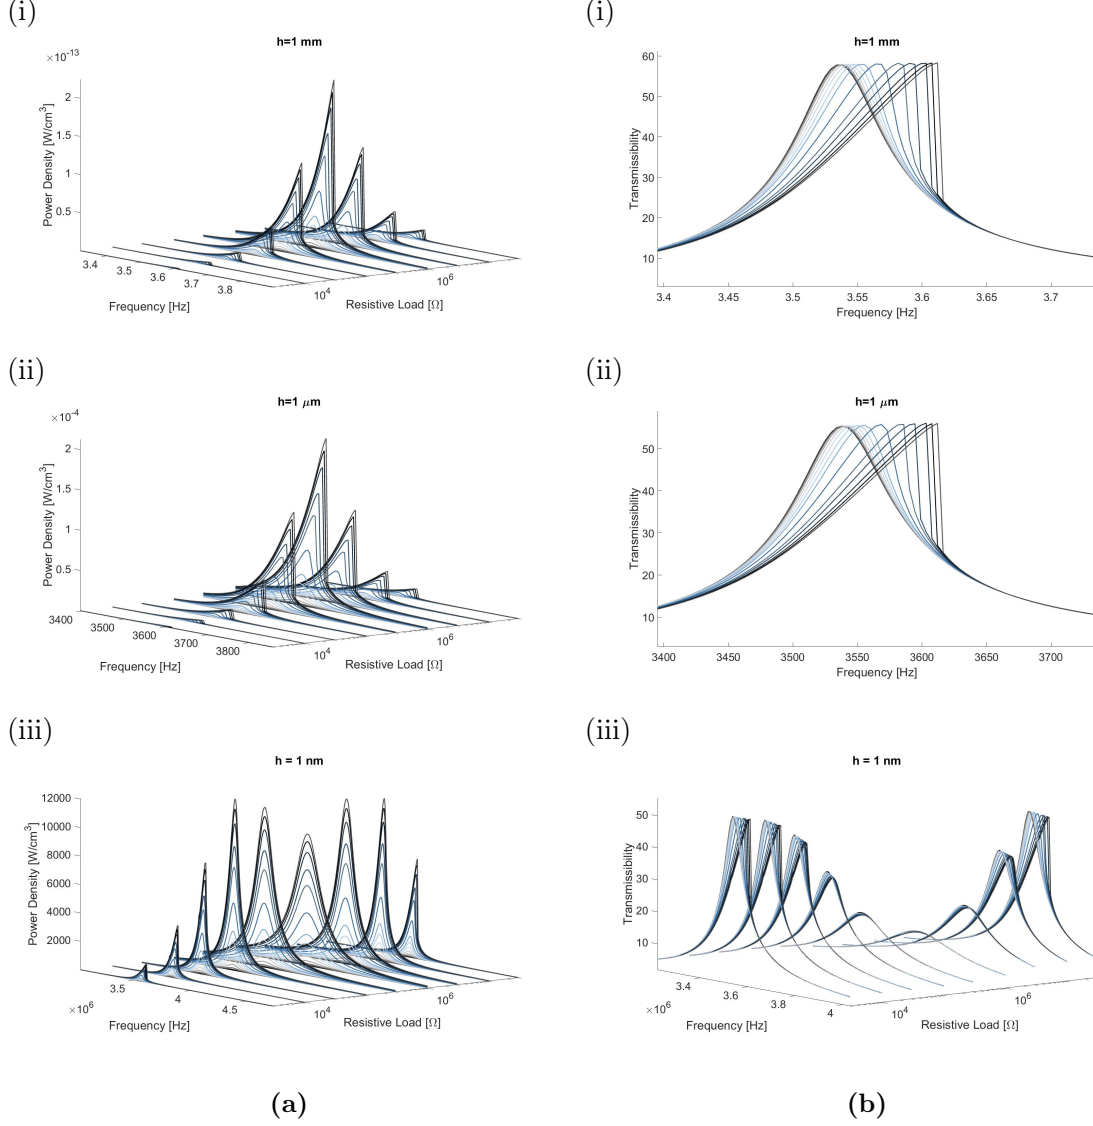 (i)
h=1 mm
×10⁻¹³
2
1.5
1
0.5
Power Density [W/cm³]
3.4
3.5
3.6
3.7
3.8
Frequency [Hz]
10⁴
10⁶
Resistive Load [Ω]
(i)
h=1 mm
60
50
40
30
20
10
Transmissibility
3.4
3.45
3.5
3.55
3.6
3.65
3.7
Frequency [Hz]
(ii)
h=1 μm
×10⁻⁴
2
1.5
1
0.5
Power Density [W/cm³]
3400
3500
3600
3700
3800
Frequency [Hz]
10⁴
10⁶
Resistive Load [Ω]
(ii)
h=1 μm
50
40
30
20
10
Transmissibility
3400
3450
3500
3550
3600
3650
3700
Frequency [Hz]
(iii)
h = 1 nm
12000
10000
8000
6000
4000
2000
Power Density [W/cm³]
3.5
4
4.5
×10⁶
Frequency [Hz]
10⁴
10⁶
Resistive Load [Ω]
(iii)
h = 1 nm
50
40
30
20
10
Transmissibility
3.4
3.6
3.8
4
×10⁶
Frequency [Hz]
10⁴
10⁶
Resistive Load [Ω]
(a)
(b)